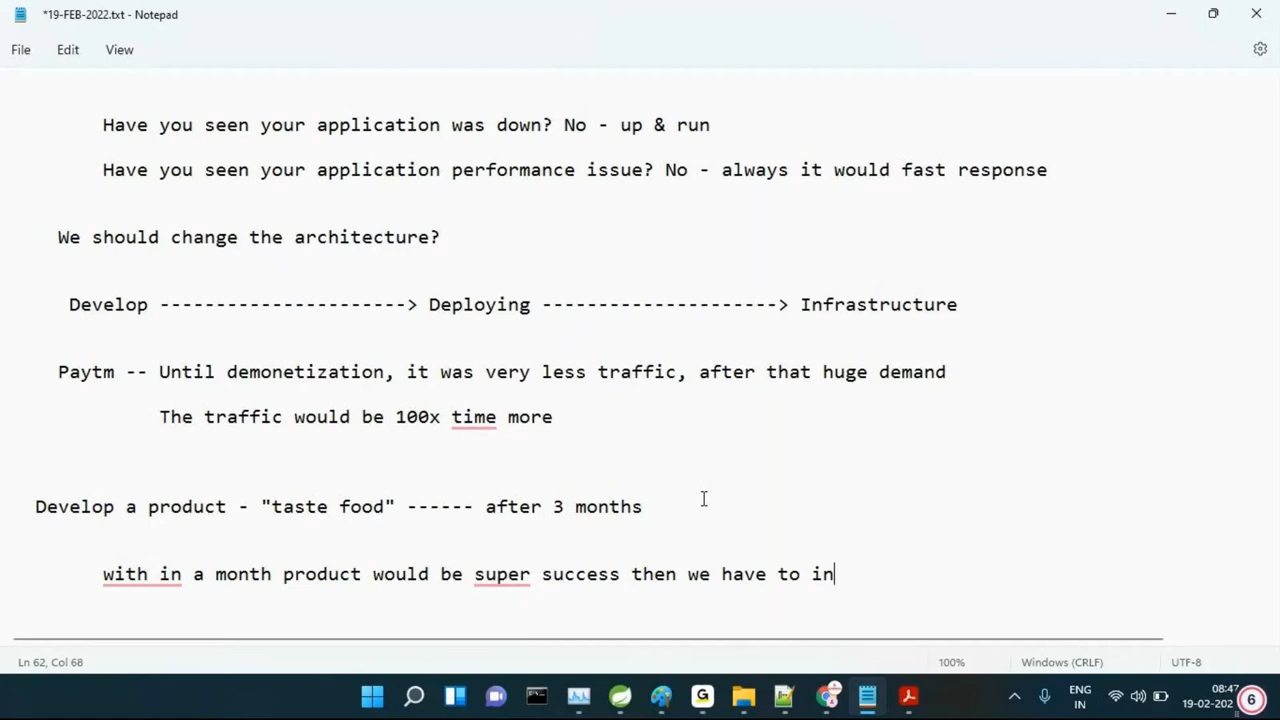 *19-FEB-2022.txt - Notepad
File Edit View
Have you seen your application was down? No - up & run
Have you seen your application performance issue? No - always it would fast response
We should change the architecture?
Develop ----------------------> Deploying ---------------------> Infrastructure
Paytm -- Until demonetization, it was very less traffic, after that huge demand
The traffic would be 100x time more
Develop a product - "taste food" ------ after 3 months
with in a month product would be super success then we have to in
Ln 62, Col 68 100% Windows (CRLF) UTF-8
ENG 08:47
IN 19-02-202 6